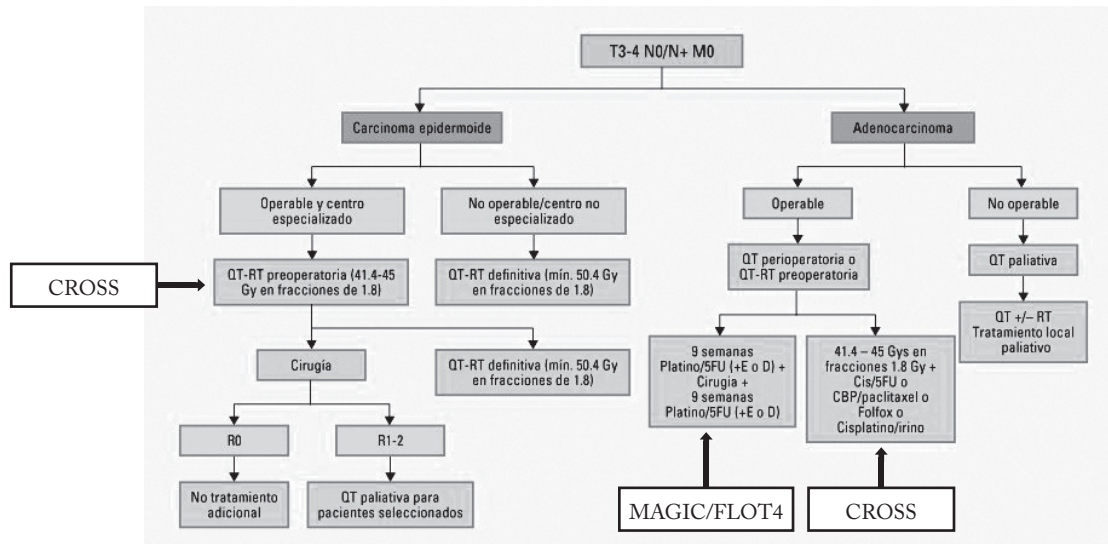 T3-4 N0/N+ M0
Carcinoma epidermoide
Adenocarcinoma
Operable y centro
especializado
No operable/centro no
especializado
Operable
No operable
CROSS
QT-RT preoperatoria (41.4-45
Gy en fracciones de 1.8)
QT-RT definitiva (mín. 50.4 Gy
en fracciones de 1.8)
QT perioperatoria o
QT-RT preoperatoria
QT paliativa
Cirugía
QT-RT definitiva (mín. 50.4 Gy
en fracciones de 1.8)
9 semanas
Platino/5FU (+E o D) +
Cirugía +
9 semanas
Platino/5FU (+E o D)
41.4 – 45 Gys en
fracciones 1.8 Gy +
Cis/5FU o
CBP/paclitaxel o
Folfox o
Cisplatino/irino
QT +/– RT
Tratamiento local
paliativo
R0
R1-2
No tratamiento
adicional
QT paliativa para
pacientes seleccionados
MAGIC/FLOT4
CROSS